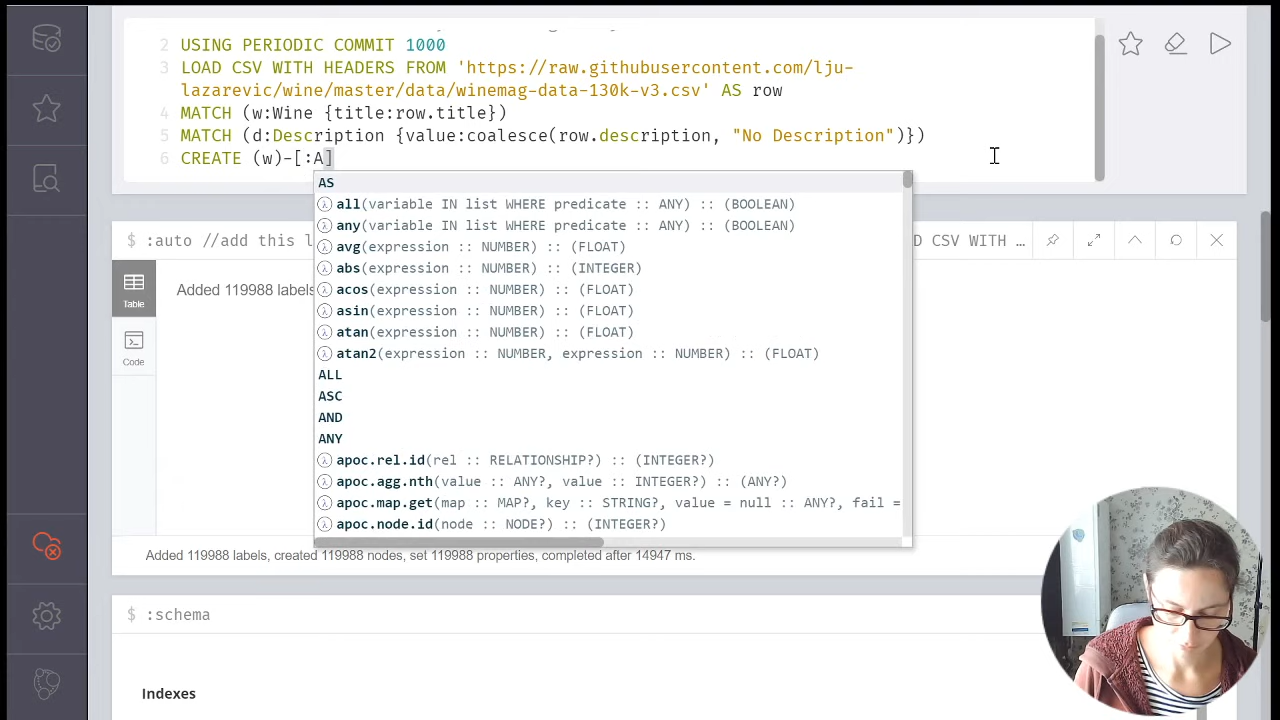 2 USING PERIODIC COMMIT 1000
3 LOAD CSV WITH HEADERS FROM 'https://raw.githubusercontent.com/lju-
lazarevic/wine/master/data/winemag-data-130k-v3.csv' AS row
4 MATCH (w:Wine {title:row.title})
5 MATCH (d:Description {value:coalesce(row.description, "No Description")})
6 CREATE (w)-[:A]
AS
all(variable IN list WHERE predicate :: ANY) :: (BOOLEAN)
any(variable IN list WHERE predicate :: ANY) :: (BOOLEAN)
avg(expression :: NUMBER) :: (FLOAT)
abs(expression :: NUMBER) :: (INTEGER)
acos(expression :: NUMBER) :: (FLOAT)
asin(expression :: NUMBER) :: (FLOAT)
atan(expression :: NUMBER) :: (FLOAT)
atan2(expression :: NUMBER, expression :: NUMBER) :: (FLOAT)
ALL
ASC
AND
ANY
apoc.rel.id(rel :: RELATIONSHIP?) :: (INTEGER?)
apoc.agg.nth(value :: ANY?, value :: INTEGER?) :: (ANY?)
apoc.map.get(map :: MAP?, key :: STRING?, value = null :: ANY?, fail =
apoc.node.id(node :: NODE?) :: (INTEGER?)
$ :auto //add this l D CSV WITH …
Table
Added 119988 labels
Code
Added 119988 labels, created 119988 nodes, set 119988 properties, completed after 14947 ms.
$ :schema
Indexes